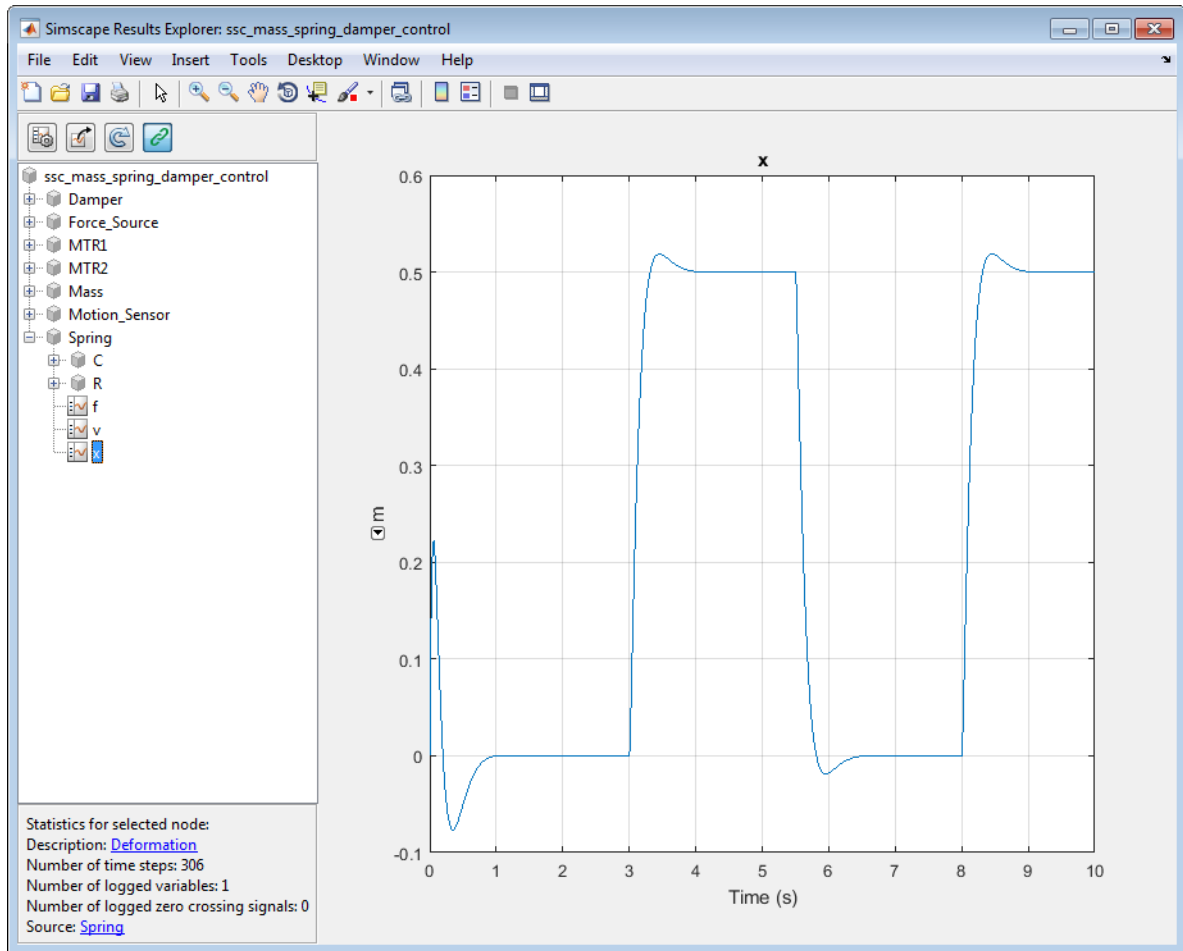 Simscape Results Explorer: ssc_mass_spring_damper_control
File Edit View Insert Tools Desktop Window Help
ssc_mass_spring_damper_control
Damper
Force_Source
MTR1
MTR2
Mass
Motion_Sensor
Spring
C
R
f
v
x
Statistics for selected node:
Description: Deformation
Number of time steps: 306
Number of logged variables: 1
Number of logged zero crossing signals: 0
Source: Spring
x
0.6
0.5
0.4
0.3
0.2
0.1
0
-0.1
m
0 1 2 3 4 5 6 7 8 9 10
Time (s)